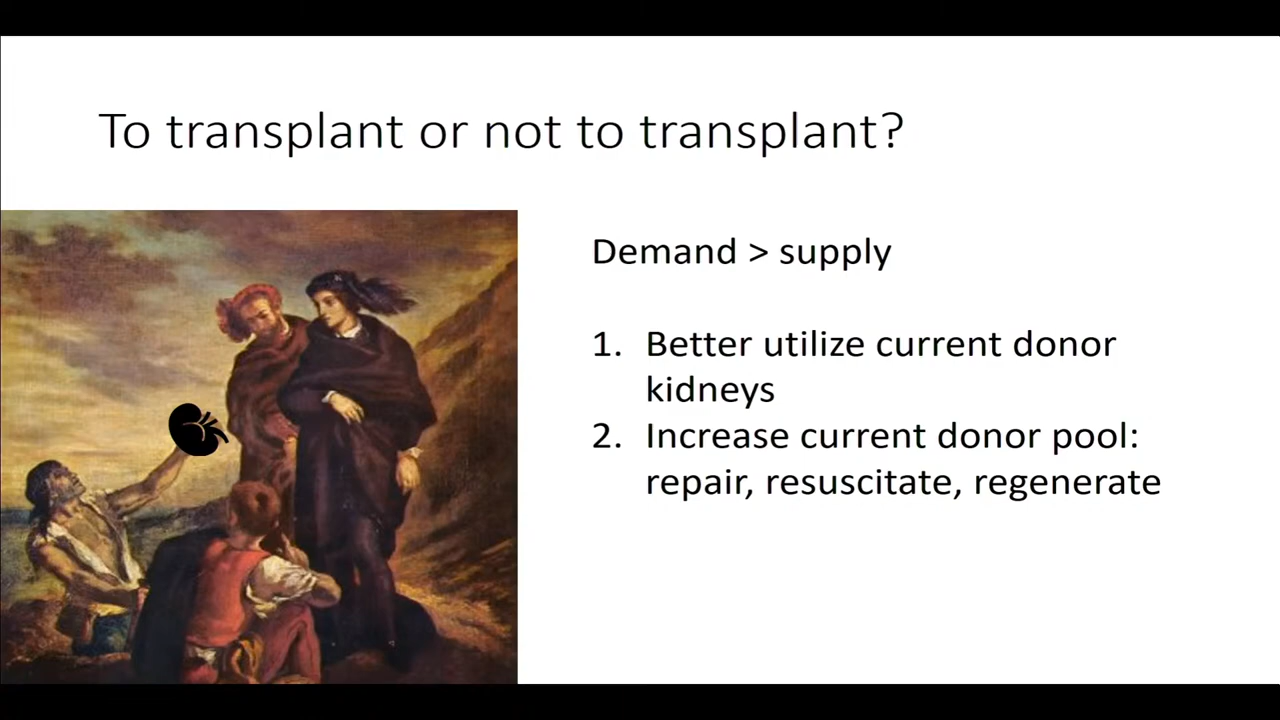 To transplant or not to transplant?
Demand > supply
1. Better utilize current donor
kidneys
2. Increase current donor pool:
repair, resuscitate, regenerate